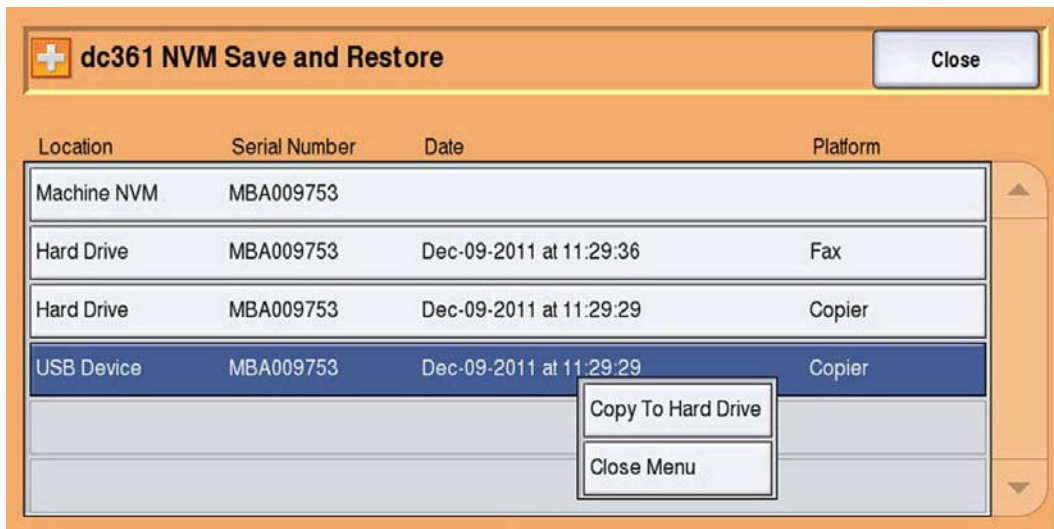 dc361 NVM Save and Restore
Close
Location Serial Number Date Platform
Machine NVM MBA009753
Hard Drive MBA009753 Dec-09-2011 at 11:29:36 Fax
Hard Drive MBA009753 Dec-09-2011 at 11:29:29 Copier
USB Device MBA009753 Dec-09-2011 at 11:29:29 Copier
Copy To Hard Drive
Close Menu